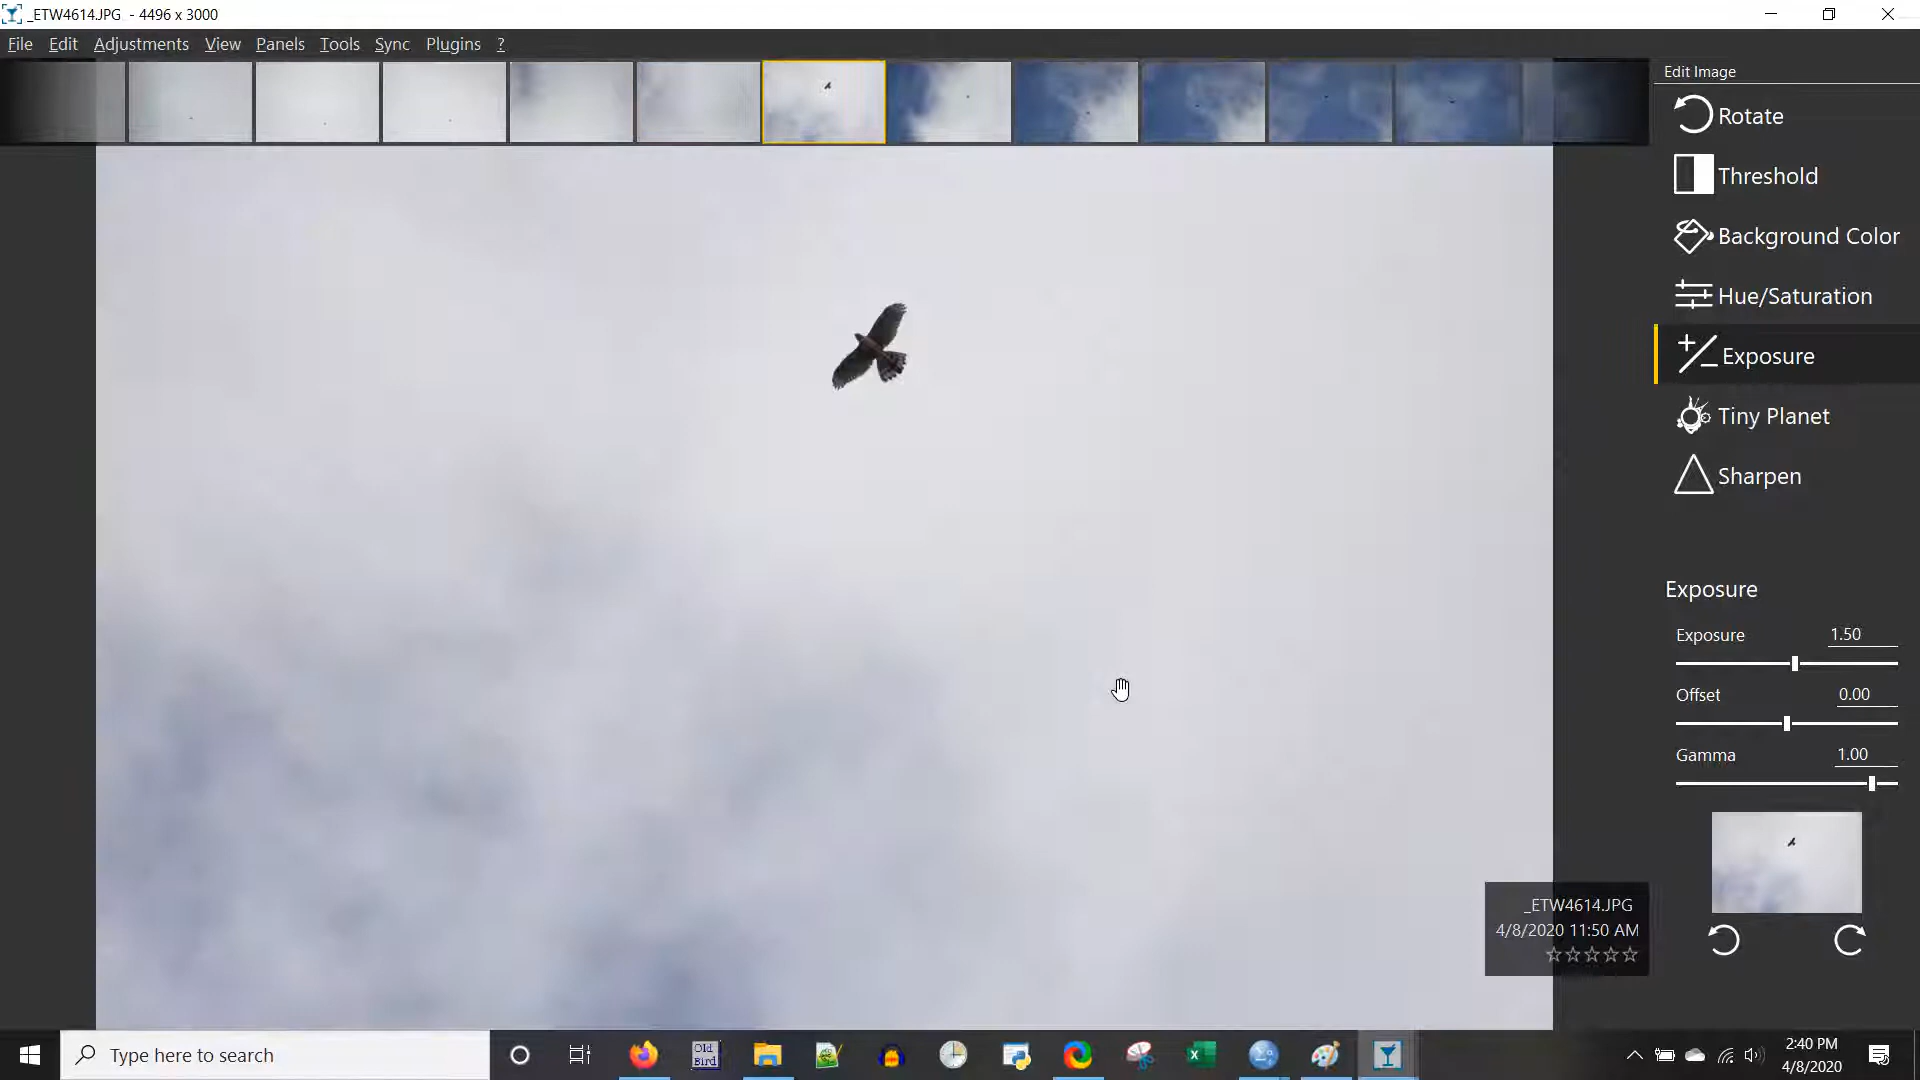 _ETW4614.JPG - 4496 x 3000
File Edit Adjustments View Panels Tools Sync Plugins ?
Edit Image
Rotate
Threshold
Background Color
Hue/Saturation
Exposure
Tiny Planet
Sharpen
Exposure
Exposure 1.50
Offset 0.00
Gamma 1.00
_ETW4614.JPG
4/8/2020 11:50 AM
Type here to search
Old
Bird
2:40 PM
4/8/2020